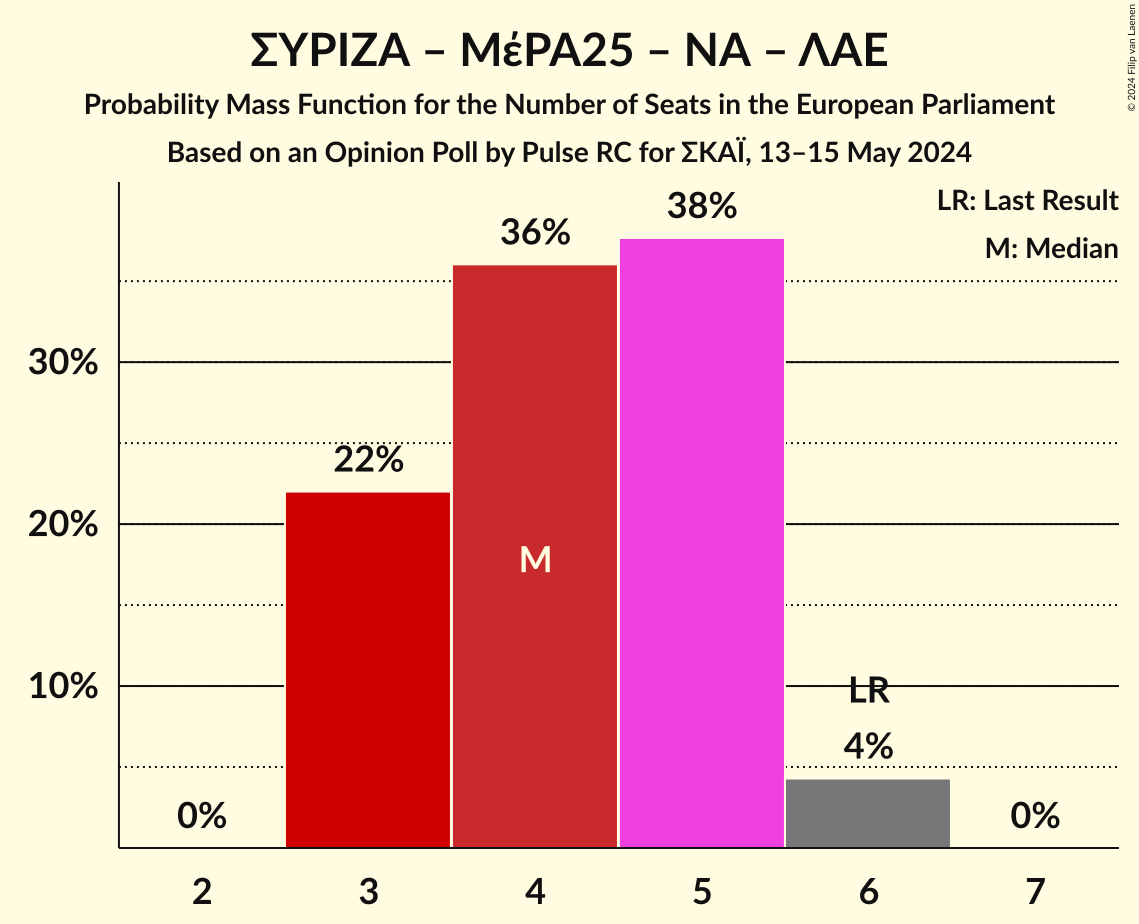 ΣΥΡΙΖΑ – ΜέΡΑ25 – ΝΑ – ΛΑΕ
Probability Mass Function for the Number of Seats in the European Parliament
Based on an Opinion Poll by Pulse RC for ΣΚΑΪ, 13–15 May 2024
© 2024 Filip van Laenen
LR: Last Result
M: Median
38%
36%
30%
22%
20%
M
10%
LR
4%
0%
0%
2 3 4 5 6 7